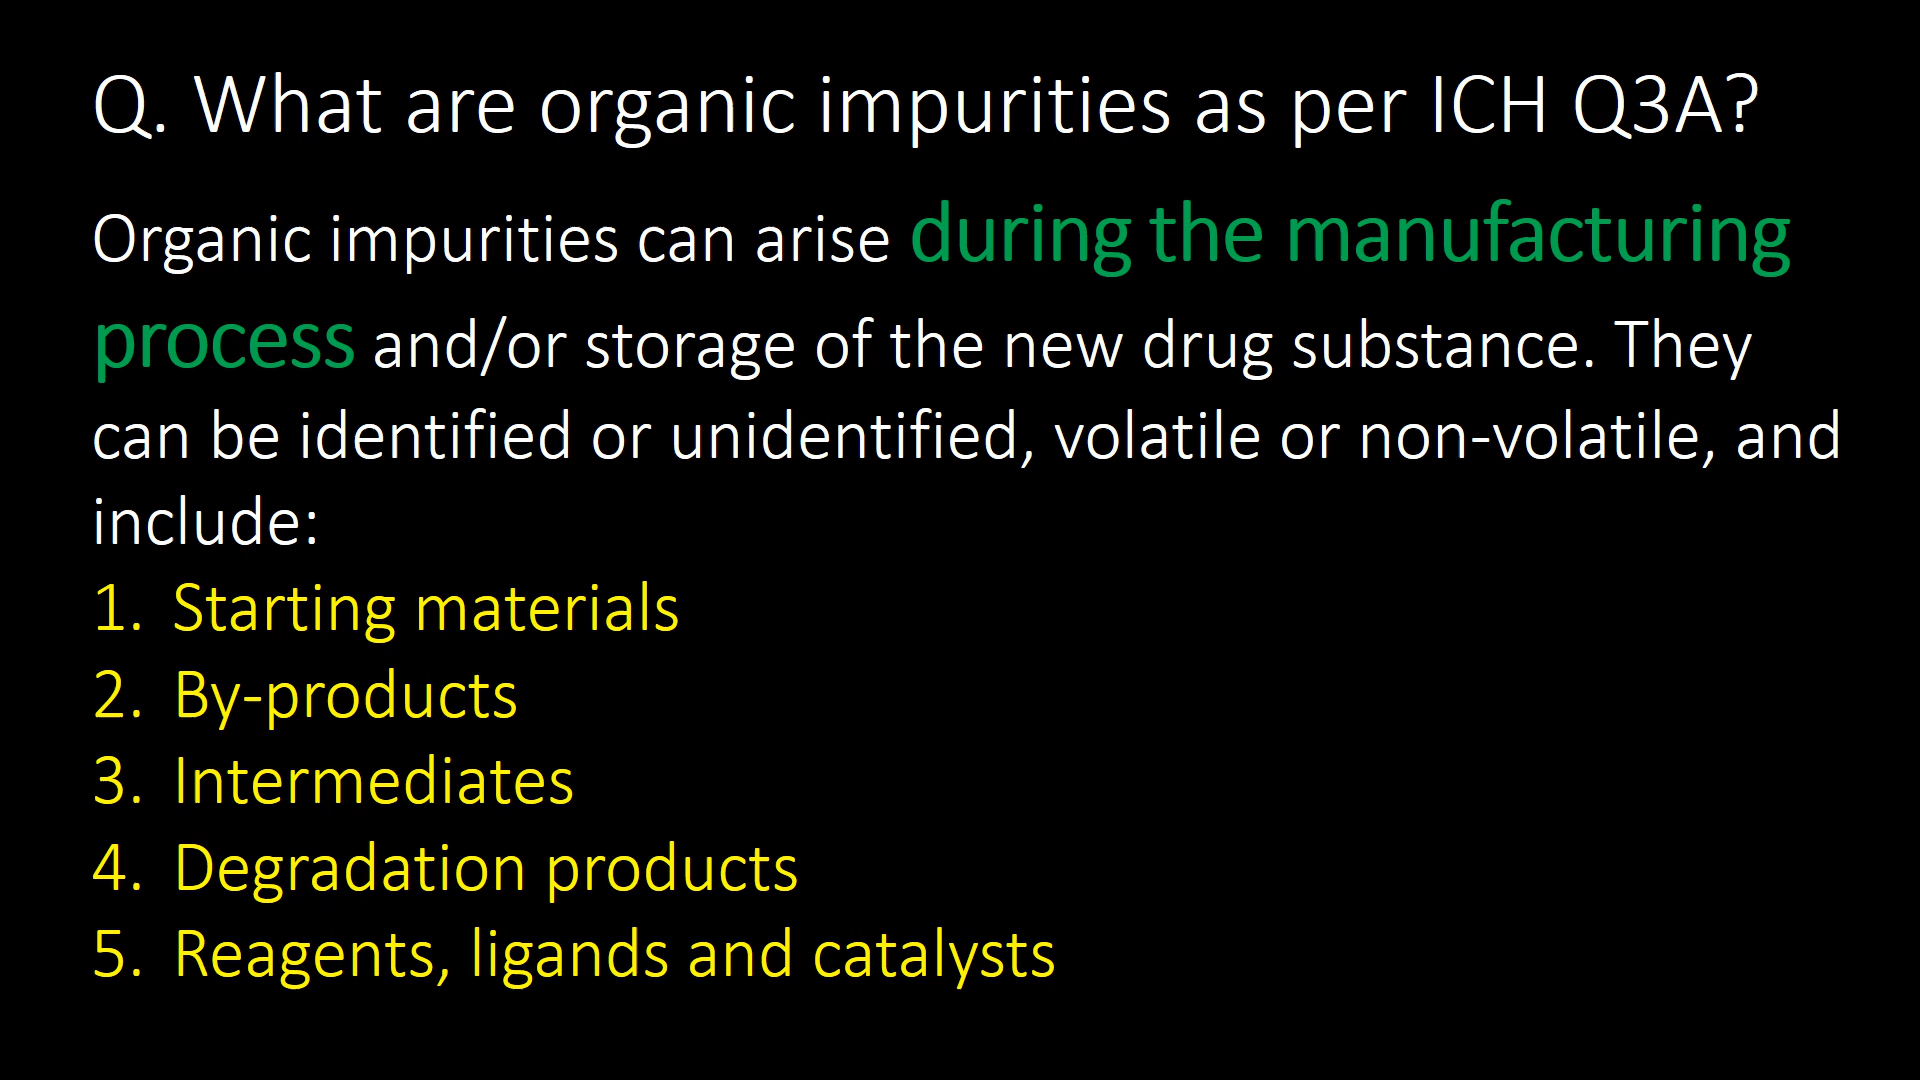 Q. What are organic impurities as per ICH Q3A?
Organic impurities can arise during the manufacturing
process and/or storage of the new drug substance. They
can be identified or unidentified, volatile or non-volatile, and
include:
1. Starting materials
2. By-products
3. Intermediates
4. Degradation products
5. Reagents, ligands and catalysts